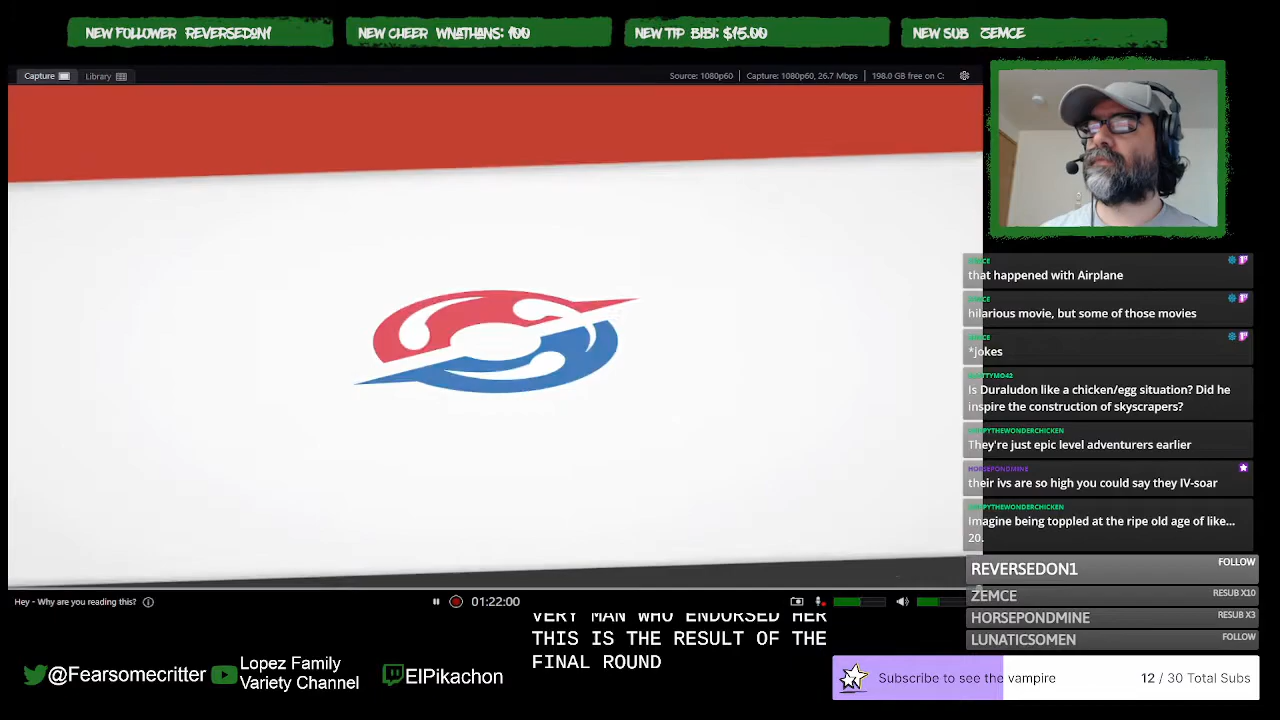 NEW FOLLOWER REVERSEDON1
NEW CHEER WNATHAN5: 100
NEW TIP BIBI: $15.00
NEW SUB ZEMCE
Capture
Library
Source: 1080p60
Capture: 1080p60, 26.7 Mbps
198.0 GB free on C:
that happened with Airplane
hilarious movie, but some of those movies
*jokes
Is Duraludon like a chicken/egg situation? Did he
inspire the construction of skyscrapers?
They're just epic level adventurers earlier
HORSEPONDMINE
their ivs are so high you could say they IV-soar
Imagine being toppled at the ripe old age of like...
20.
REVERSEDON1 FOLLOW
ZEMCE RESUB X10
HORSEPONDMINE RESUB X3
LUNATICSOMEN FOLLOW
Hey - Why are you reading this?
01:22:00
VERY MAN WHO ENDORSED HER
THIS IS THE RESULT OF THE
FINAL ROUND
@Fearsomecritter
Lopez Family
Variety Channel
ElPikachon
Subscribe to see the vampire
12 / 30 Total Subs